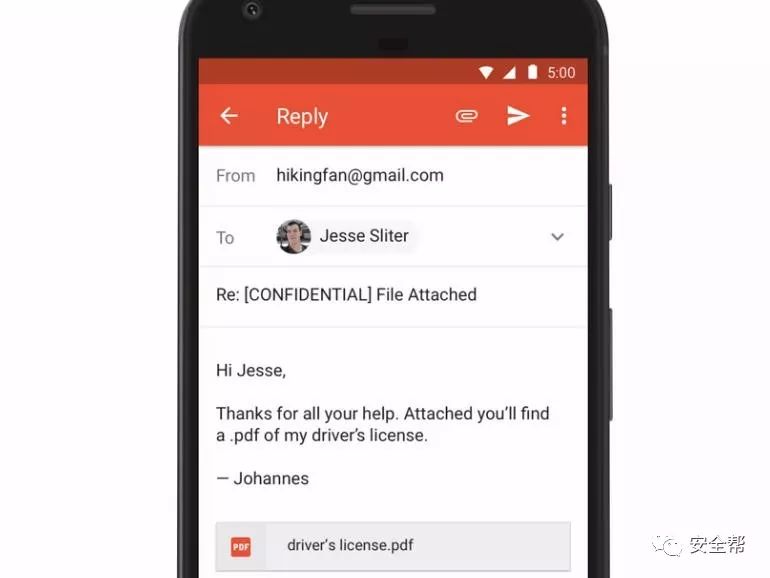 5:00
Reply
From hikingfan@gmail.com
To Jesse Sliter
Re: [CONFIDENTIAL] File Attached
Hi Jesse,
Thanks for all your help. Attached you’ll find
a .pdf of my driver’s license.
— Johannes
PDF driver’s license.pdf
安全帮